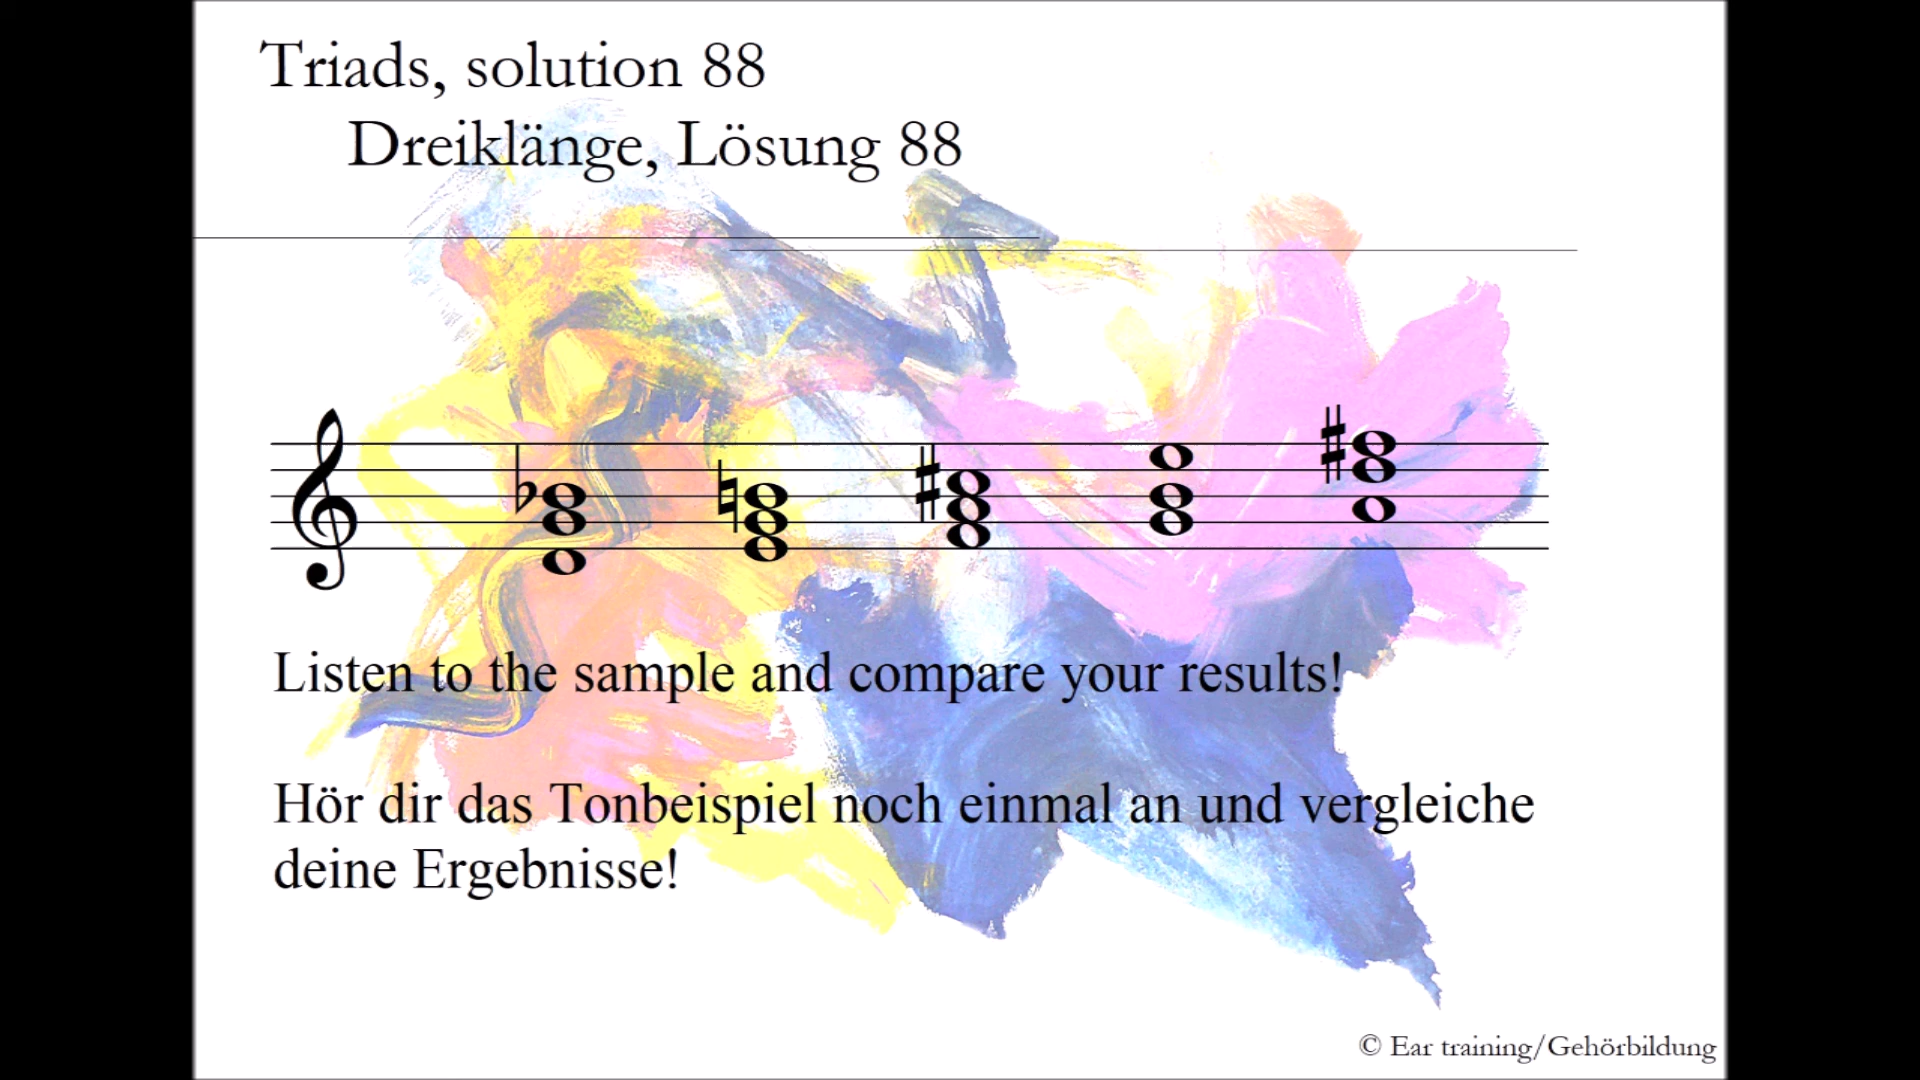 Triads, solution 88
Dreiklänge, Lösung 88
Listen to the sample and compare your results!
Hör dir das Tonbeispiel noch einmal an und vergleiche
deine Ergebnisse!
© Ear training/Gehörbildung